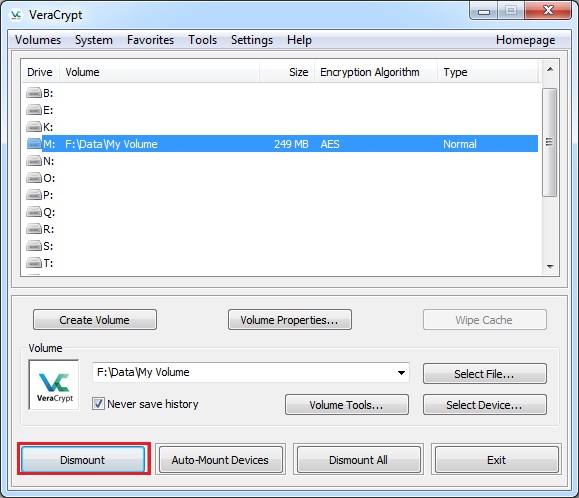 VeraCrypt
Volumes System Favorites Tools Settings Help Homepage
Drive Volume Size Encryption Algorithm Type
B:
E:
K:
M: F:\Data\My Volume 249 MB AES Normal
N:
O:
P:
Q:
R:
S:
T:
Create Volume Volume Properties... Wipe Cache
Volume
F:\Data\My Volume Select File...
VeraCrypt
Never save history Volume Tools... Select Device...
Dismount Auto-Mount Devices Dismount All Exit